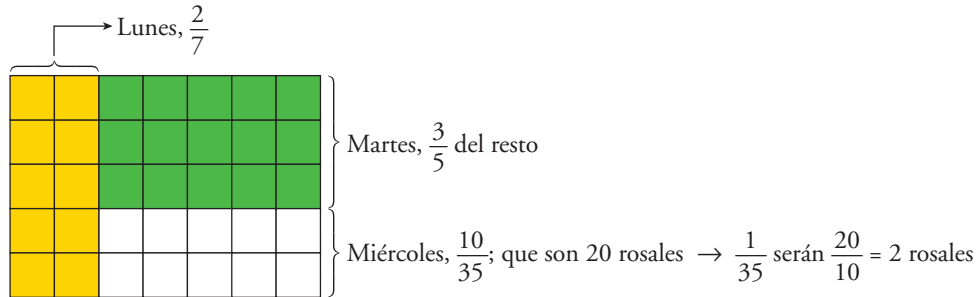 Lunes, 2/7
Martes, 3/5 del resto
Miércoles, 10/35; que son 20 rosales → 1/35 serán 20/10 = 2 rosales